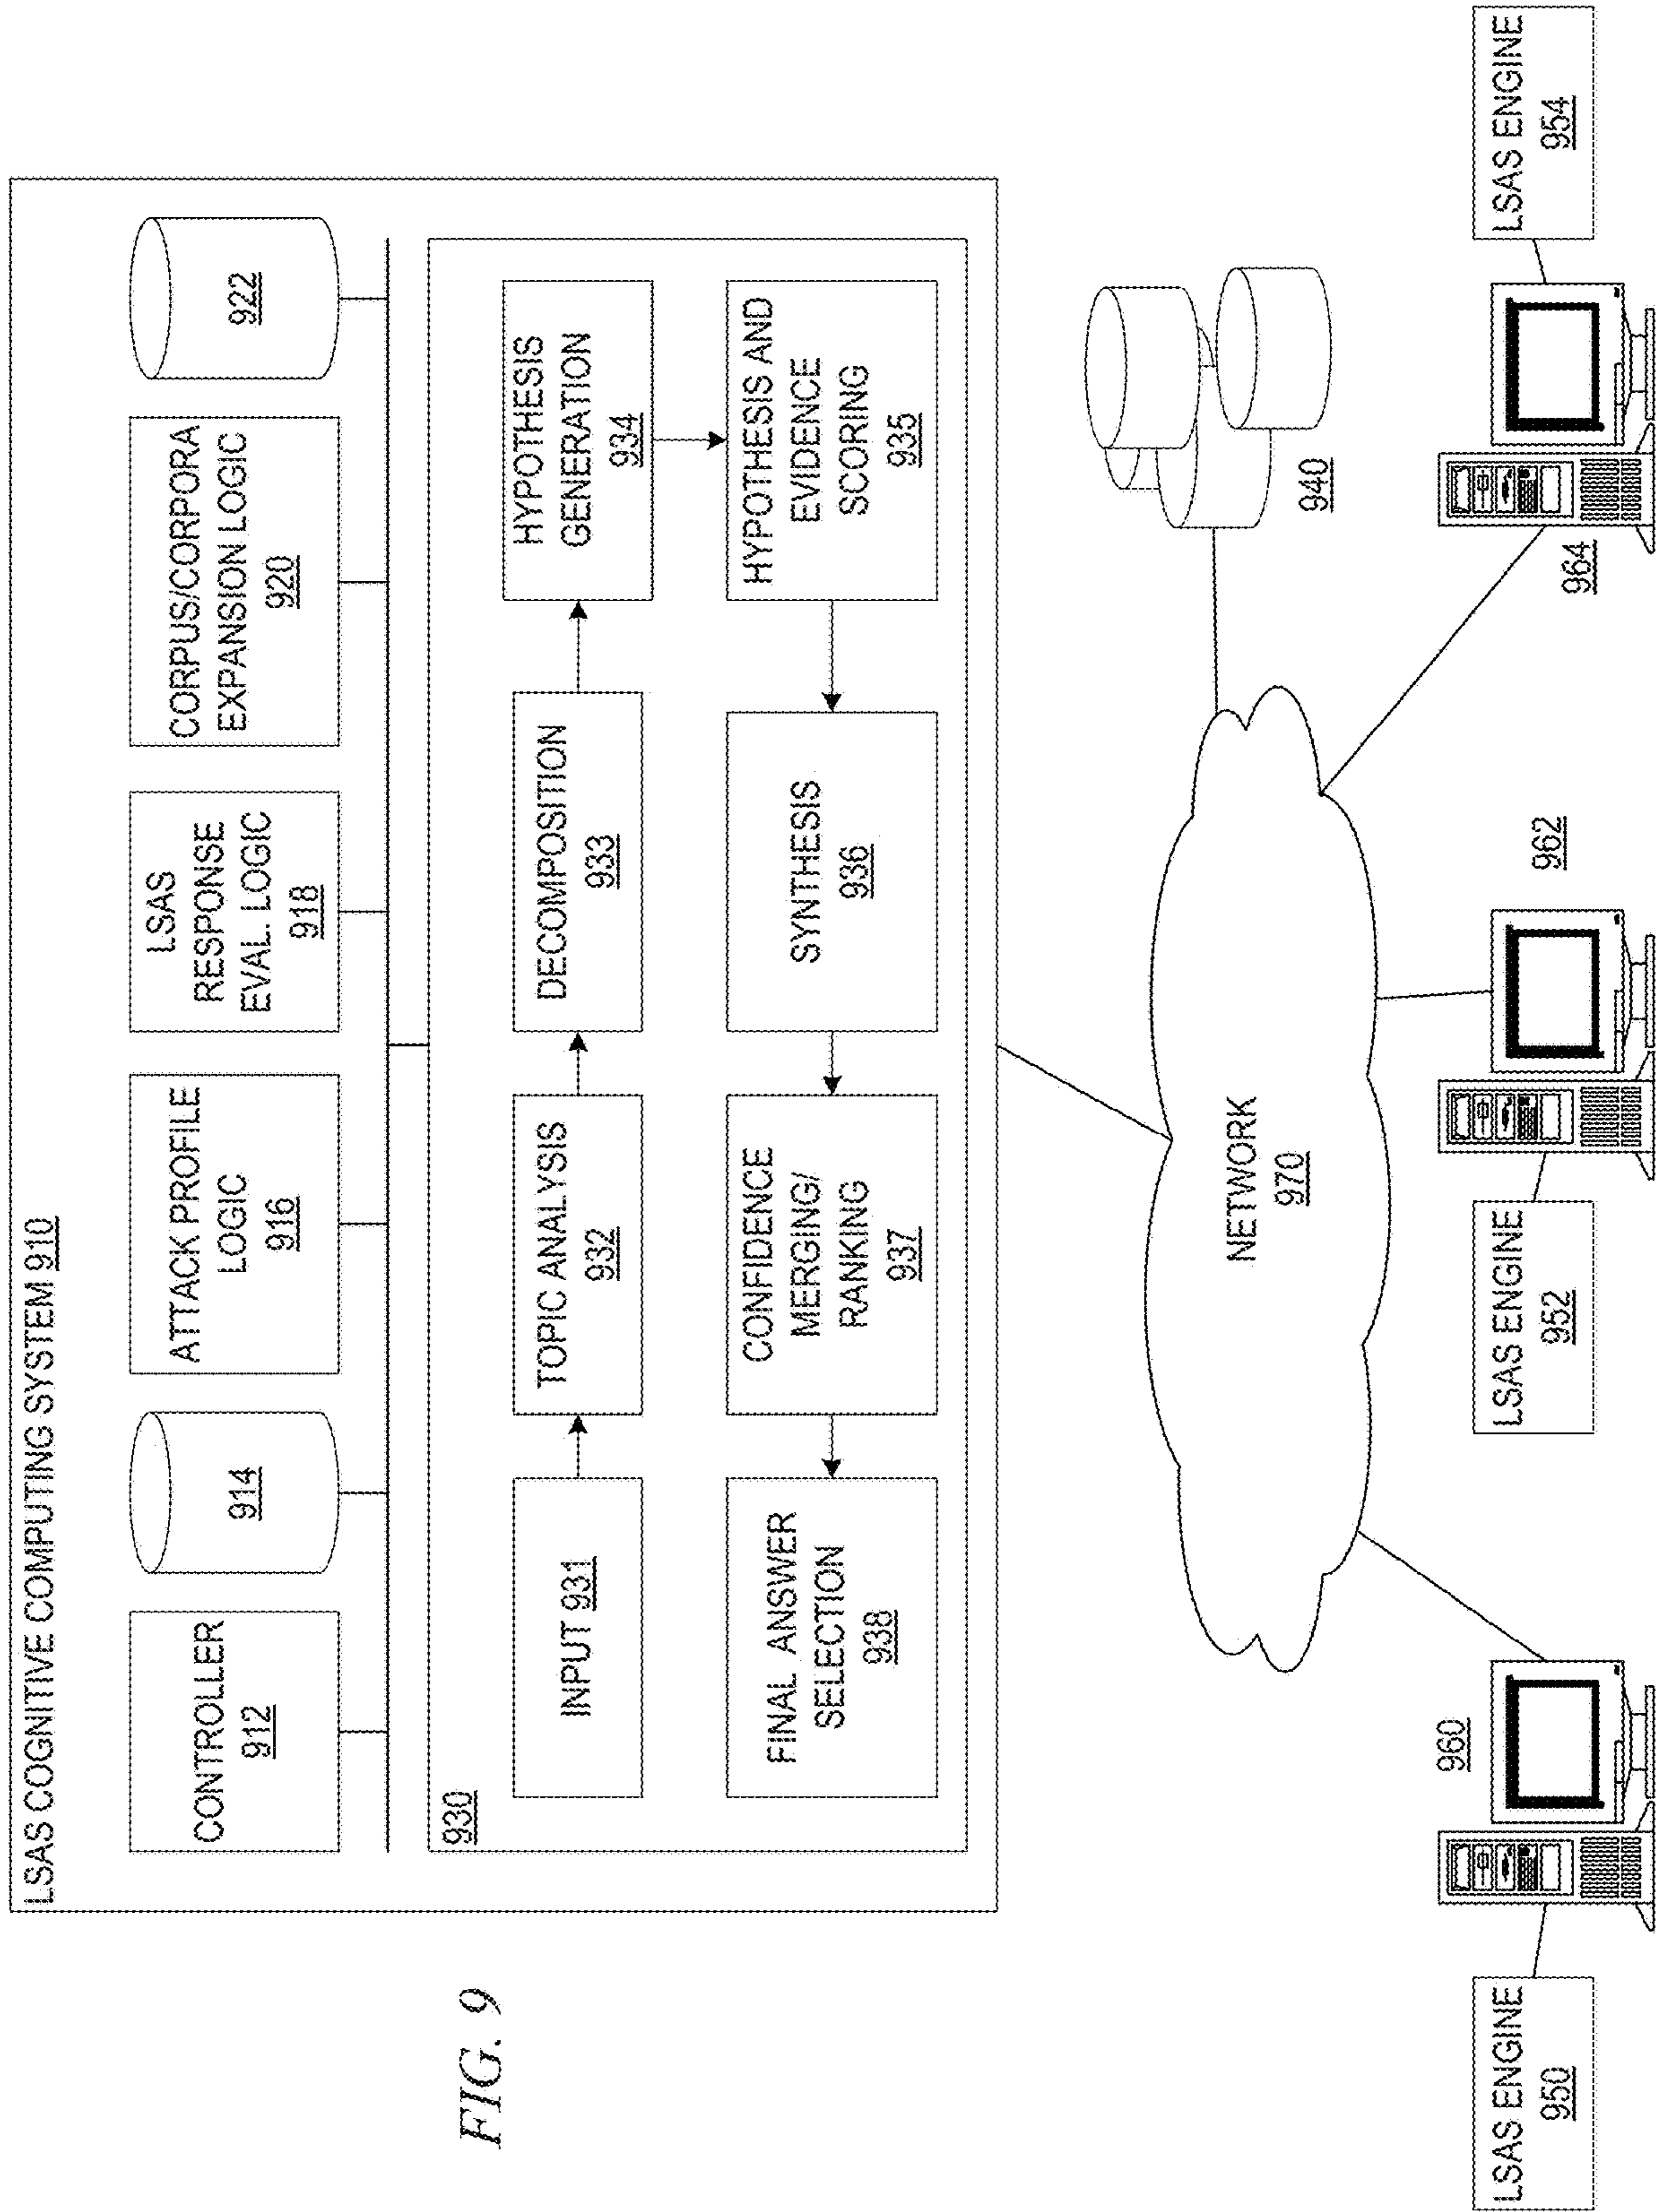 LSAS COGNITIVE COMPUTING SYSTEM 910
CONTROLLER
912
914
ATTACK PROFILE
LOGIC
916
LSAS
RESPONSE
EVAL. LOGIC
918
CORPUS/CORPORA
EXPANSION LOGIC
920
922
930
INPUT 931
TOPIC ANALYSIS
932
DECOMPOSITION
933
HYPOTHESIS
GENERATION
934
FINAL ANSWER
SELECTION
938
CONFIDENCE
MERGING/
RANKING
937
SYNTHESIS
936
HYPOTHESIS AND
EVIDENCE
SCORING
935
FIG. 9
NETWORK
970
940
960
962
964
LSAS ENGINE
950
LSAS ENGINE
952
LSAS ENGINE
954